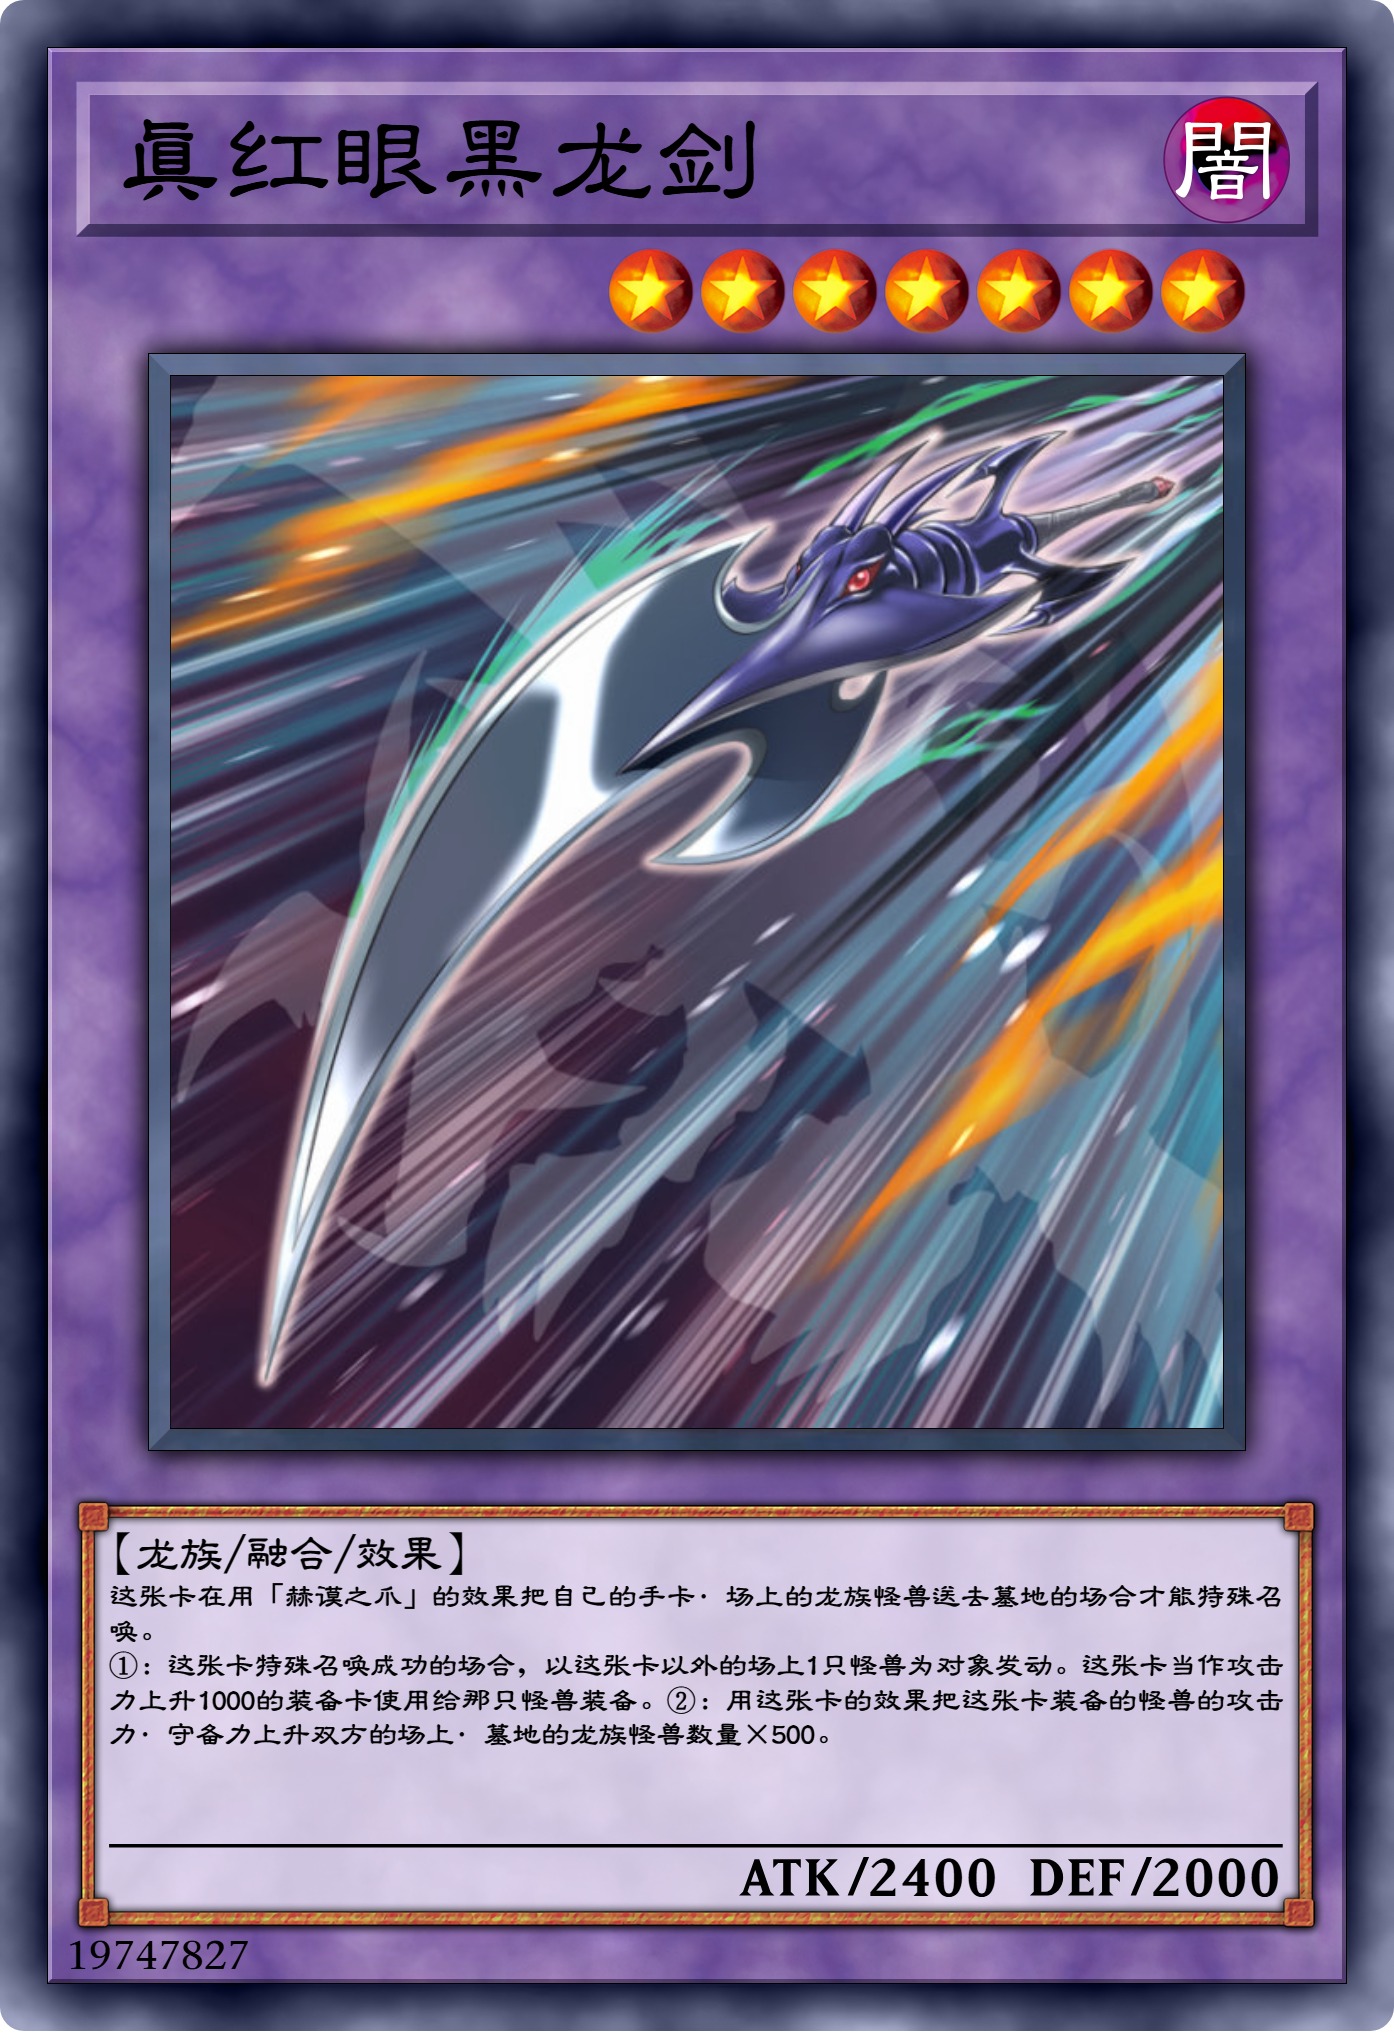 真红眼黑龙剑
闇
【龙族/融合/效果】
这张卡在用「赫谟之爪」的效果把自己的手卡·场上的龙族怪兽送去墓地的场合才能特殊召
唤。
①：这张卡特殊召唤成功的场合，以这张卡以外的场上1只怪兽为对象发动。这张卡当作攻击
力上升1000的装备卡使用给那只怪兽装备。②：用这张卡的效果把这张卡装备的怪兽的攻击
力·守备力上升双方的场上·墓地的龙族怪兽数量×500。
ATK/2400 DEF/2000
19747827